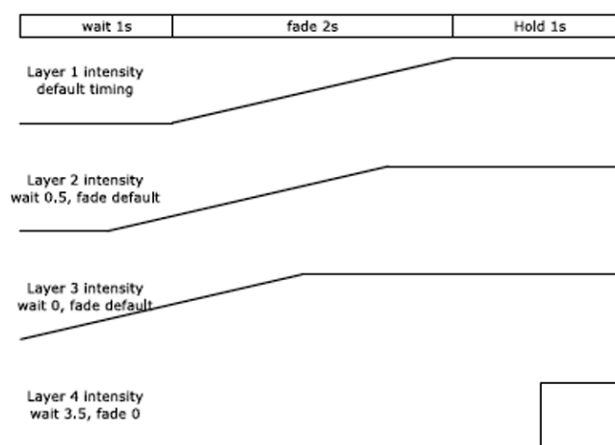 wait 1s fade 2s Hold 1s
Layer 1 intensity
default timing
Layer 2 intensity
wait 0.5, fade default
Layer 3 intensity
wait 0, fade default
Layer 4 intensity
wait 3.5, fade 0